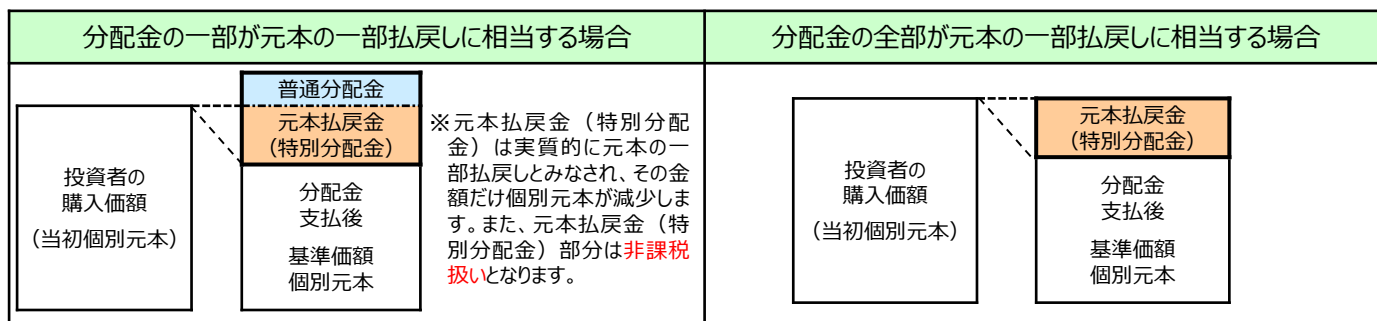 分配金の一部が元本の一部払戻しに相当する場合
普通分配金
元本払戻金
（特別分配金）
投資者の
購入価額
（当初個別元本）
分配金
支払後
基準価額
個別元本
※元本払戻金（特別分配
金）は実質的に元本の一
部払戻しとみなされ、その金
額だけ個別元本が減少しま
す。また、元本払戻金（特
別分配金）部分は非課税
扱いとなります。
分配金の全部が元本の一部払戻しに相当する場合
元本払戻金
（特別分配金）
投資者の
購入価額
（当初個別元本）
分配金
支払後
基準価額
個別元本